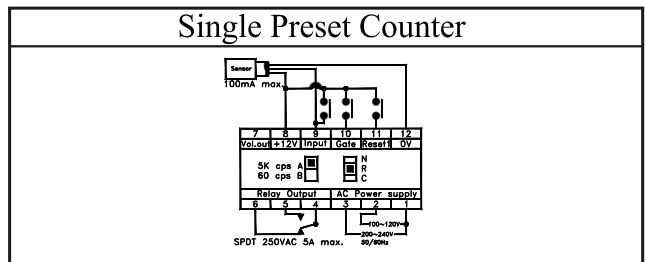 Single Preset Counter
Sensor
100mA max.
7 8 9 10 11 12
Vol.out +12V Input Gate Reset1 0V
5K cps A
60 cps B
N
R
C
Relay Output AC Power supply
6 5 4 3 2 1
100~120V
200~240V
50/60Hz
SPDT 250VAC 5A max.